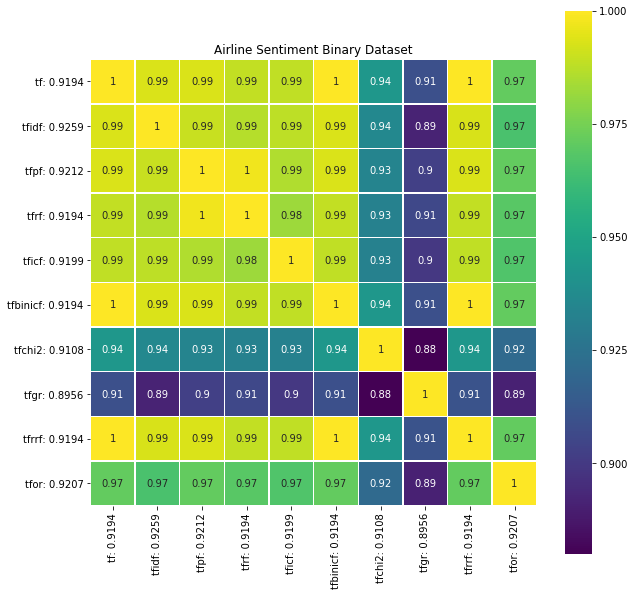 Airline Sentiment Binary Dataset
tf: 0.9194 1 0.99 0.99 0.99 0.99 1 0.94 0.91 1 0.97
tfidf: 0.9259 0.99 1 0.99 0.99 0.99 0.99 0.94 0.89 0.99 0.97
tfpf: 0.9212 0.99 0.99 1 1 0.99 0.99 0.93 0.9 0.99 0.97
tfrf: 0.9194 0.99 0.99 1 1 0.98 0.99 0.93 0.91 0.99 0.97
tficf: 0.9199 0.99 0.99 0.99 0.98 1 0.99 0.93 0.9 0.99 0.97
tfbinicf: 0.9194 1 0.99 0.99 0.99 0.99 1 0.94 0.91 1 0.97
tfchi2: 0.9108 0.94 0.94 0.93 0.93 0.93 0.94 1 0.88 0.94 0.92
tfgr: 0.8956 0.91 0.89 0.9 0.91 0.9 0.91 0.88 1 0.91 0.89
tfrrf: 0.9194 1 0.99 0.99 0.99 0.99 1 0.94 0.91 1 0.97
tfor: 0.9207 0.97 0.97 0.97 0.97 0.97 0.97 0.92 0.89 0.97 1
tf: 0.9194
tfidf: 0.9259
tfpf: 0.9212
tfrf: 0.9194
tficf: 0.9199
tfbinicf: 0.9194
tfchi2: 0.9108
tfgr: 0.8956
tfrrf: 0.9194
tfor: 0.9207
1.000
0.975
0.950
0.925
0.900